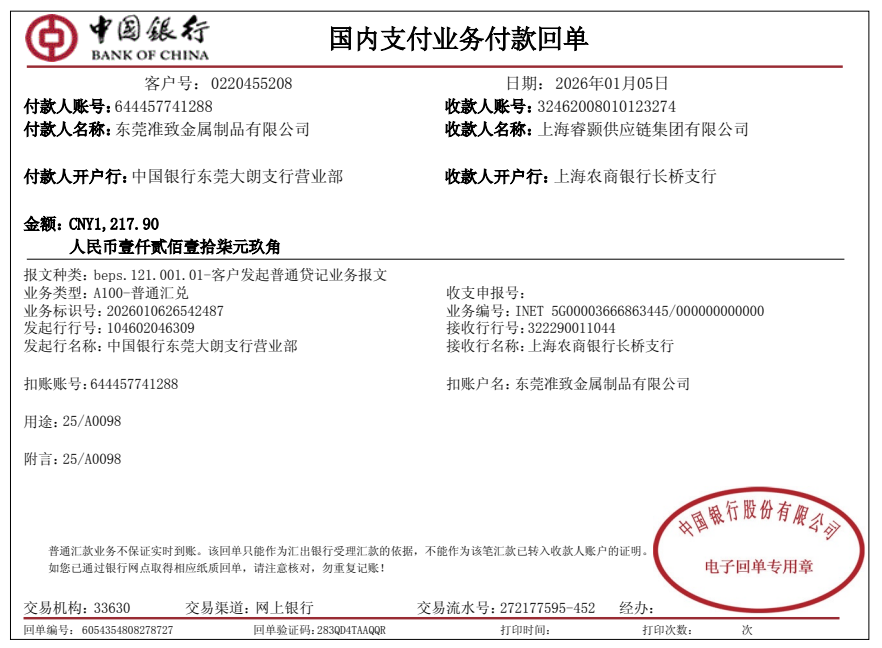 中国银行
BANK OF CHINA
国内支付业务付款回单
客户号: 0220455208 日期: 2026年01月05日
付款人账号:644457741288 收款人账号:32462008010123274
付款人名称:东莞准致金属制品有限公司 收款人名称:上海睿颢供应链集团有限公司
付款人开户行:中国银行东莞大朗支行营业部 收款人开户行:上海农商银行长桥支行
金额: CNY1,217.90
人民币壹仟贰佰壹拾柒元玖角
报文种类: beps.121.001.01-客户发起普通贷记业务报文
业务类型: A100-普通汇兑 收支申报号:
业务标识号: 2026010626542487 业务编号: INET 5G00003666863445/000000000000
发起行行号: 104602046309 接收行行号: 322290011044
发起行名称: 中国银行东莞大朗支行营业部 接收行名称: 上海农商银行长桥支行
扣账账号: 644457741288 扣账户名: 东莞准致金属制品有限公司
用途: 25/A0098
附言: 25/A0098
中国银行股份有限公司
电子回单专用章
普通汇款业务不保证实时到账。该回单只能作为汇出银行受理汇款的依据,不能作为该笔汇款已转入收款人账户的证明。
如您已通过银行网点取得相应纸质回单,请注意核对,勿重复记账!
交易机构: 33630 交易渠道: 网上银行 交易流水号: 272177595-452 经办:
回单编号: 6054354808278727 回单验证码: 283QD4TAAQQR 打印时间: 打印次数: 次